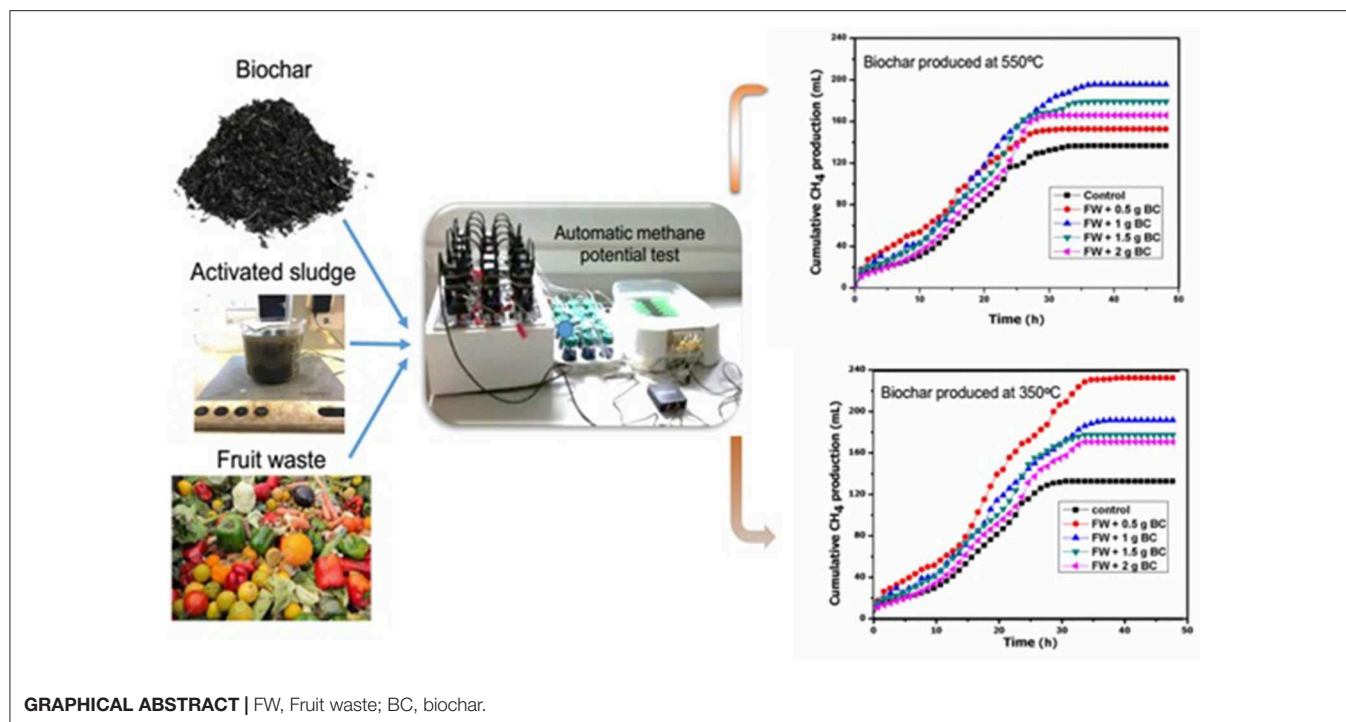 Biochar
Activated sludge
Fruit waste
Automatic methane
potential test
Biochar produced at 550ºC
Cumulative CH4 production (mL)
240
200
160
120
80
40
0
Control
FW + 0.5 g BC
FW + 1 g BC
FW + 1.5 g BC
FW + 2 g BC
0 10 20 30 40 50
Time (h)
Biochar produced at 350ºC
Cumulative CH4 production (mL)
240
200
160
120
80
40
0
control
FW + 0.5 g BC
FW + 1 g BC
FW + 1.5 g BC
FW + 2 g BC
0 10 20 30 40 50
Time (h)
GRAPHICAL ABSTRACT | FW, Fruit waste; BC, biochar.